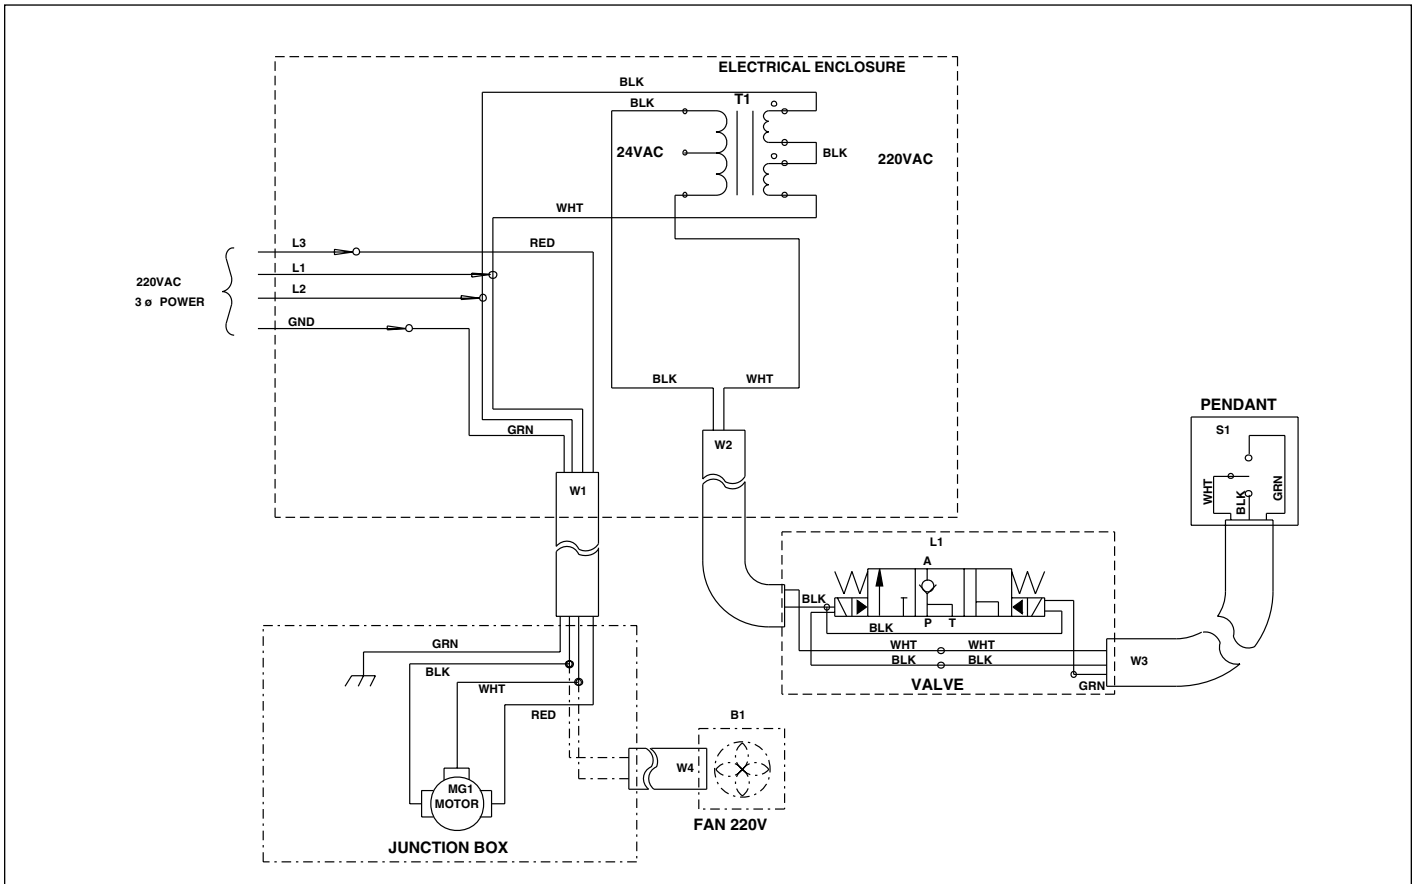 ELECTRICAL ENCLOSURE
BLK
BLK
T1
24VAC
BLK
220VAC
WHT
L3
RED
L1
220VAC
L2
3 ø POWER
GND
BLK
WHT
PENDANT
GRN
S1
W2
WHT
BLK
GRN
W1
L1
A
BLK
P T
BLK
WHT WHT
BLK BLK
W3
VALVE
GRN
GRN
BLK
WHT
RED
B1
W4
MG1
MOTOR
FAN 220V
JUNCTION BOX